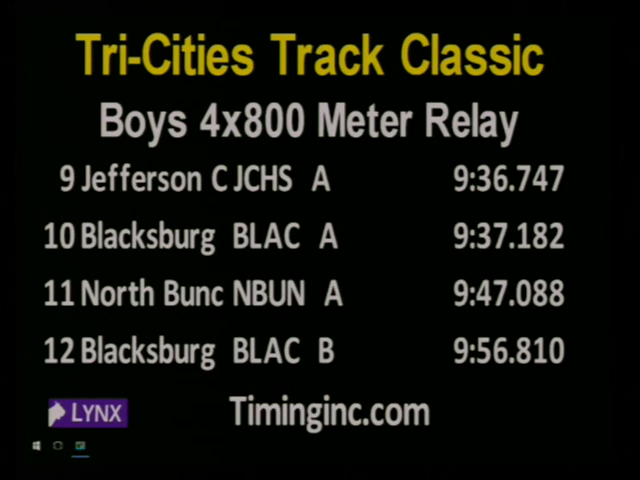 Tri-Cities Track Classic
Boys 4x800 Meter Relay
9 Jefferson C JCHS A 9:36.747
10 Blacksburg BLAC A 9:37.182
11 North Bunc NBUN A 9:47.088
12 Blacksburg BLAC B 9:56.810
LYNX Timinginc.com